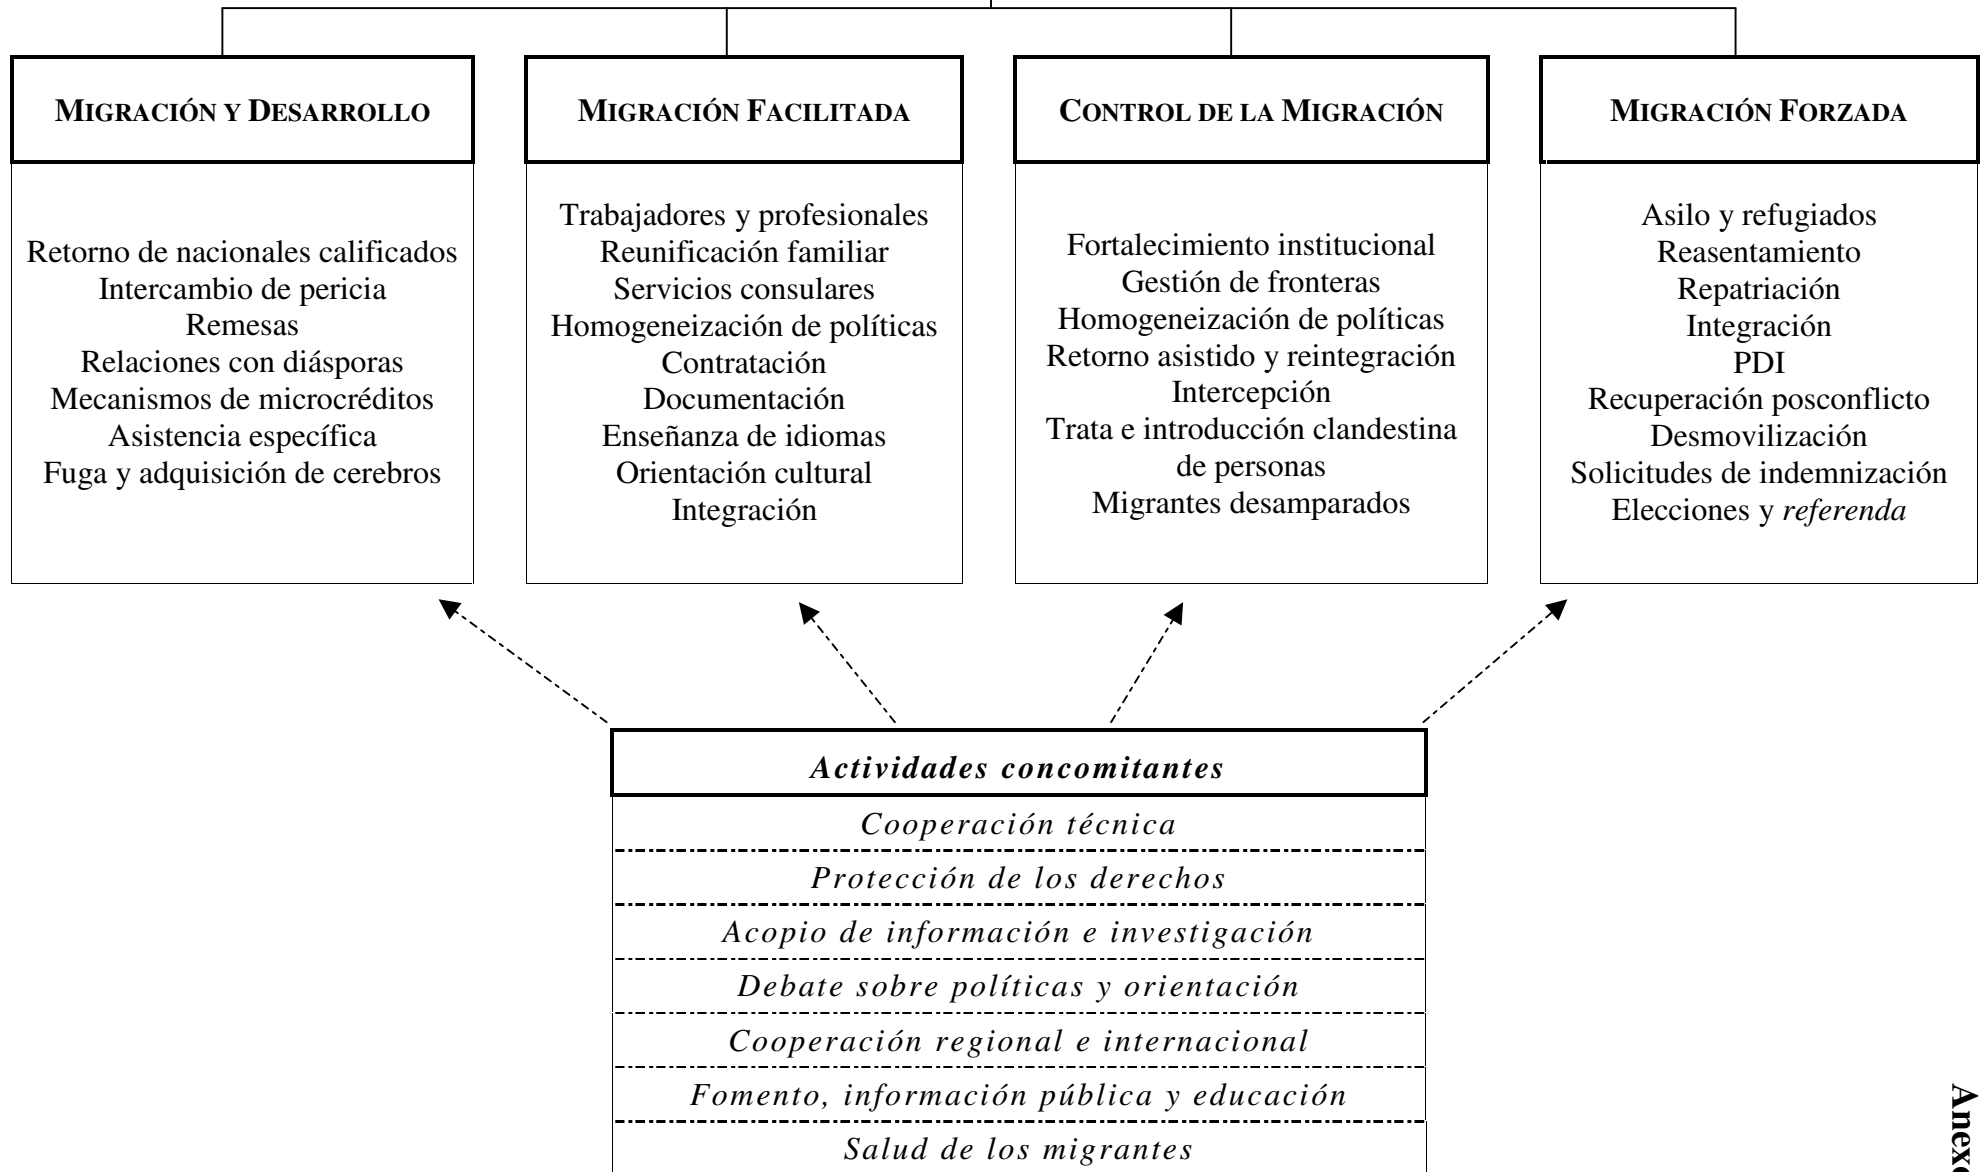 MIGRACIÓN Y DESARROLLO
Retorno de nacionales calificados
Intercambio de pericia
Remesas
Relaciones con diásporas
Mecanismos de microcréditos
Asistencia específica
Fuga y adquisición de cerebros
MIGRACIÓN FACILITADA
Trabajadores y profesionales
Reunificación familiar
Servicios consulares
Homogeneización de políticas
Contratación
Documentación
Enseñanza de idiomas
Orientación cultural
Integración
CONTROL DE LA MIGRACIÓN
Fortalecimiento institucional
Gestión de fronteras
Homogeneización de políticas
Retorno asistido y reintegración
Intercepción
Trata e introducción clandestina
de personas
Migrantes desamparados
MIGRACIÓN FORZADA
Asilo y refugiados
Reasentamiento
Repatriación
Integración
PDI
Recuperación posconflicto
Desmovilización
Solicitudes de indemnización
Elecciones y referenda
Actividades concomitantes
Cooperación técnica
Protección de los derechos
Acopio de información e investigación
Debate sobre políticas y orientación
Cooperación regional e internacional
Fomento, información pública y educación
Salud de los migrantes
Anexo